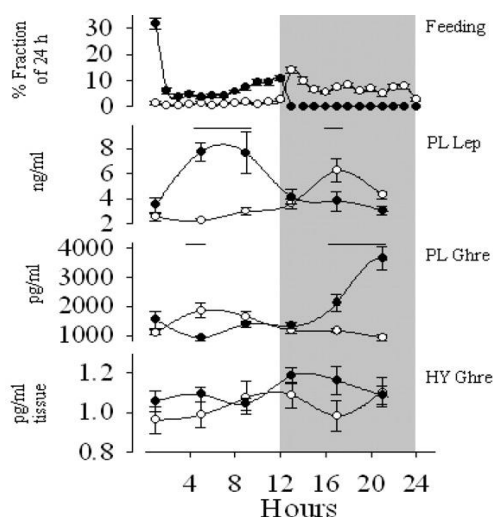 % Fraction
of 24 h
30
20
10
0
Feeding
ng/ml
8
6
4
2
PL Lep
pg/ml
4000
3000
2000
1000
PL Ghre
pg/ml
tissue
1.2
1.0
0.8
HY Ghre
4 8 12 16 20 24
Hours